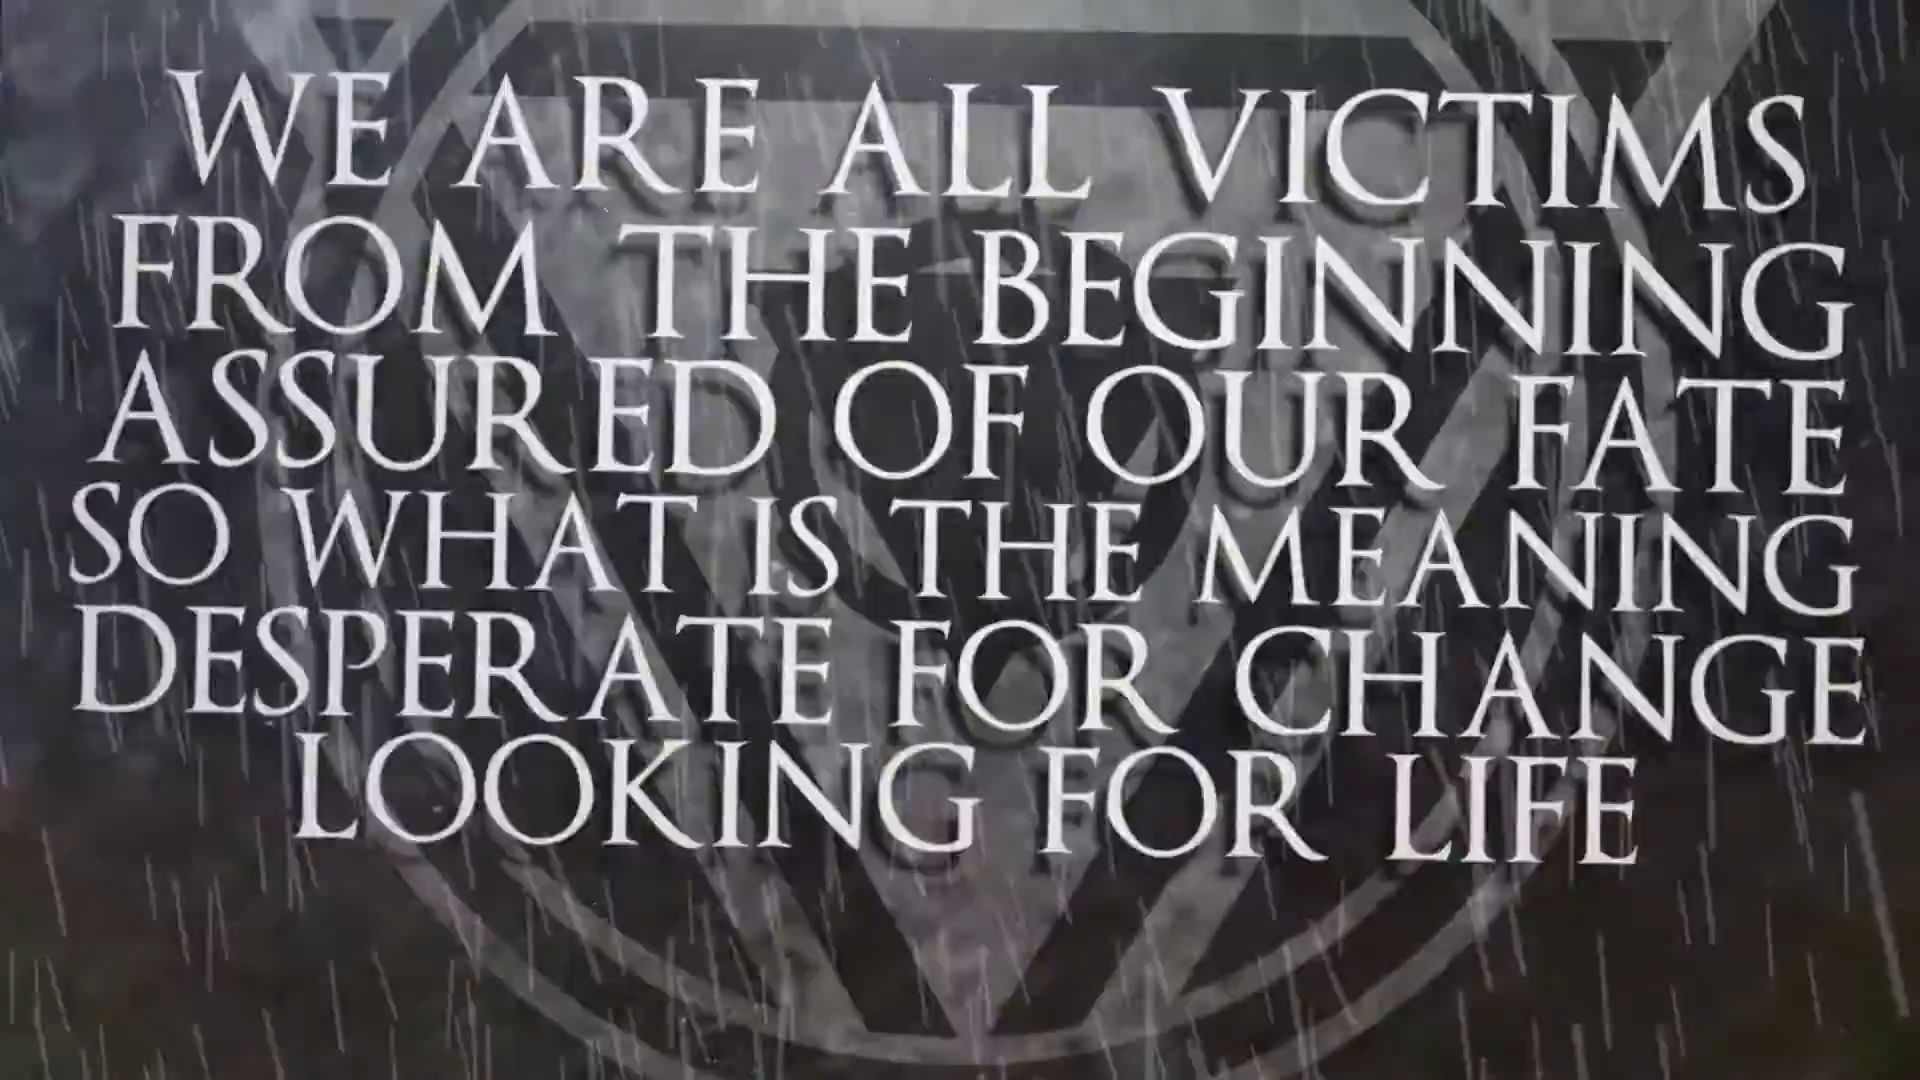 WE ARE ALL VICTIMS
FROM THE BEGINNING
ASSURED OF OUR FATE
SO WHAT IS THE MEANING
DESPERATE FOR CHANGE
LOOKING FOR LIFE